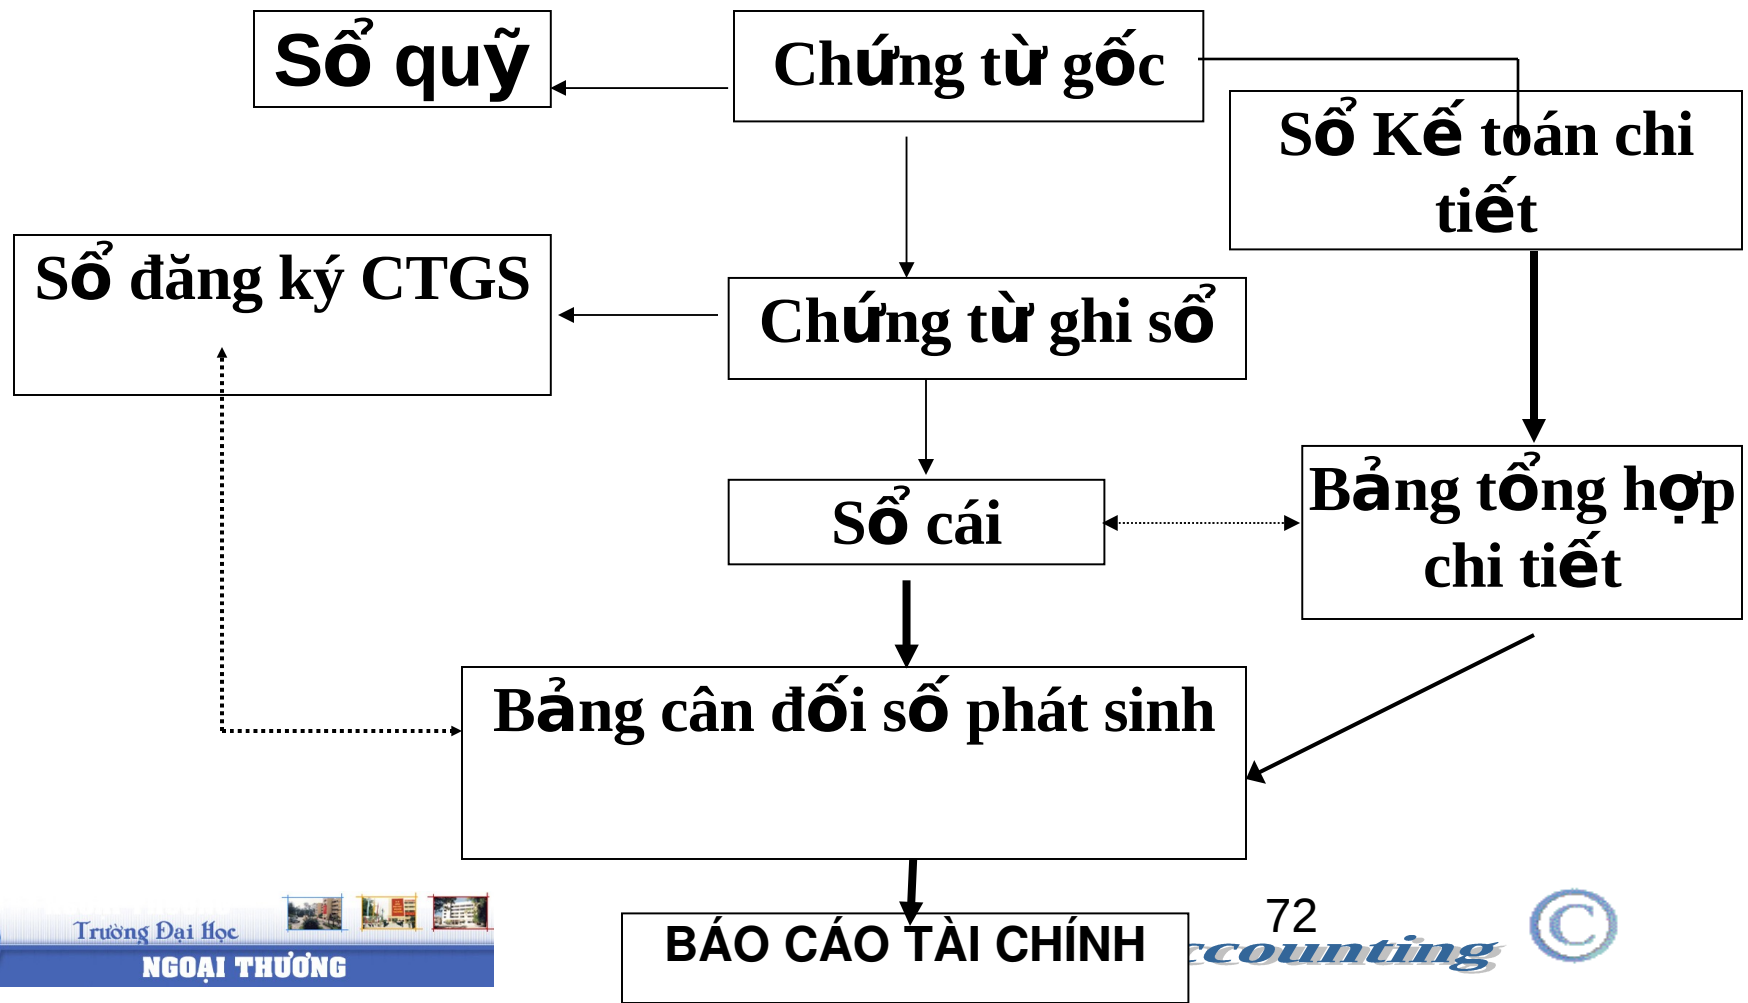 Sổ quỹ
Chứng từ gốc
Sổ Kế toán chi
tiết
Sổ đăng ký CTGS
Chứng từ ghi sổ
Sổ cái
Bảng tổng hợp
chi tiết
Bảng cân đối số phát sinh
BÁO CÁO TÀI CHÍNH
72
ccounting
©
Trường Đại Học
NGOẠI THƯƠNG